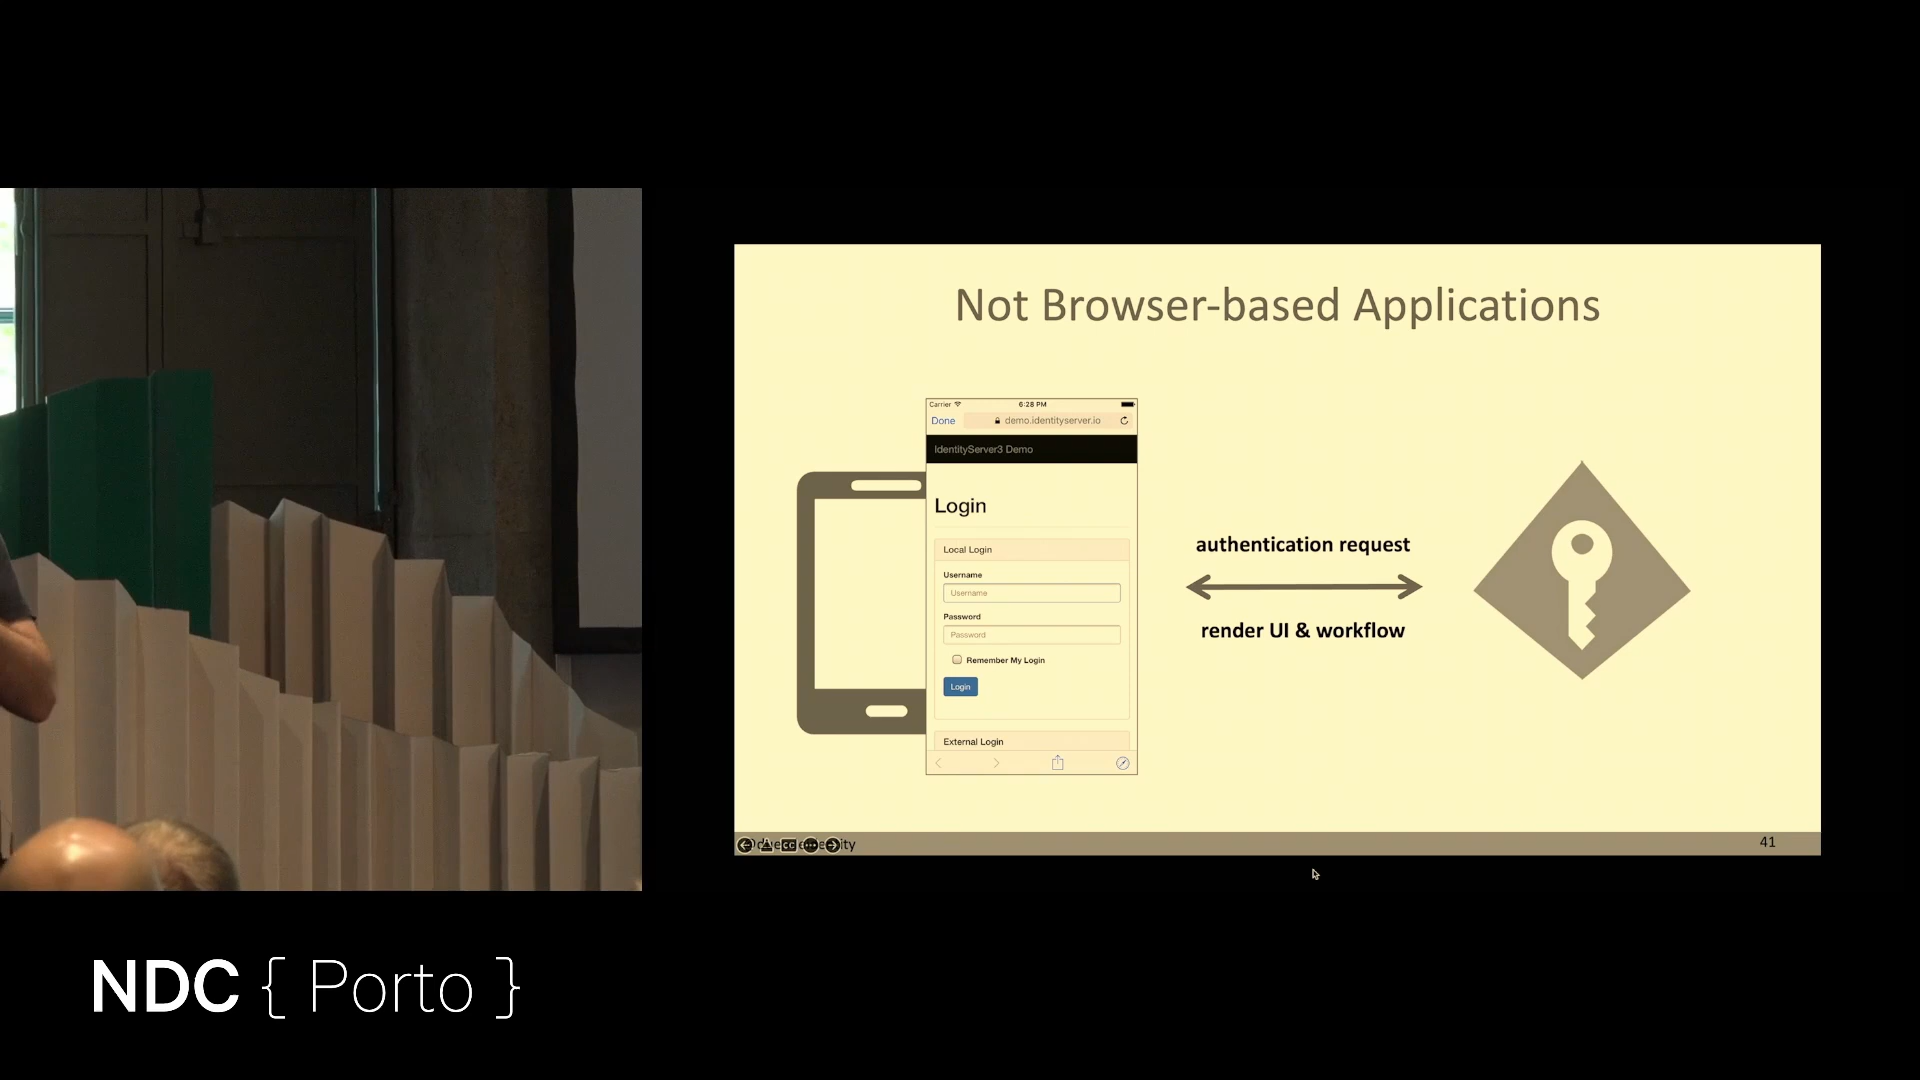 Not Browser-based Applications
Carrier
6:28 PM
Done
demo.identityserver.io
IdentityServer3 Demo
Login
Local Login
Username
Username
Password
Password
Remember My Login
Login
External Login
authentication request
render UI & workflow
41
NDC { Porto }